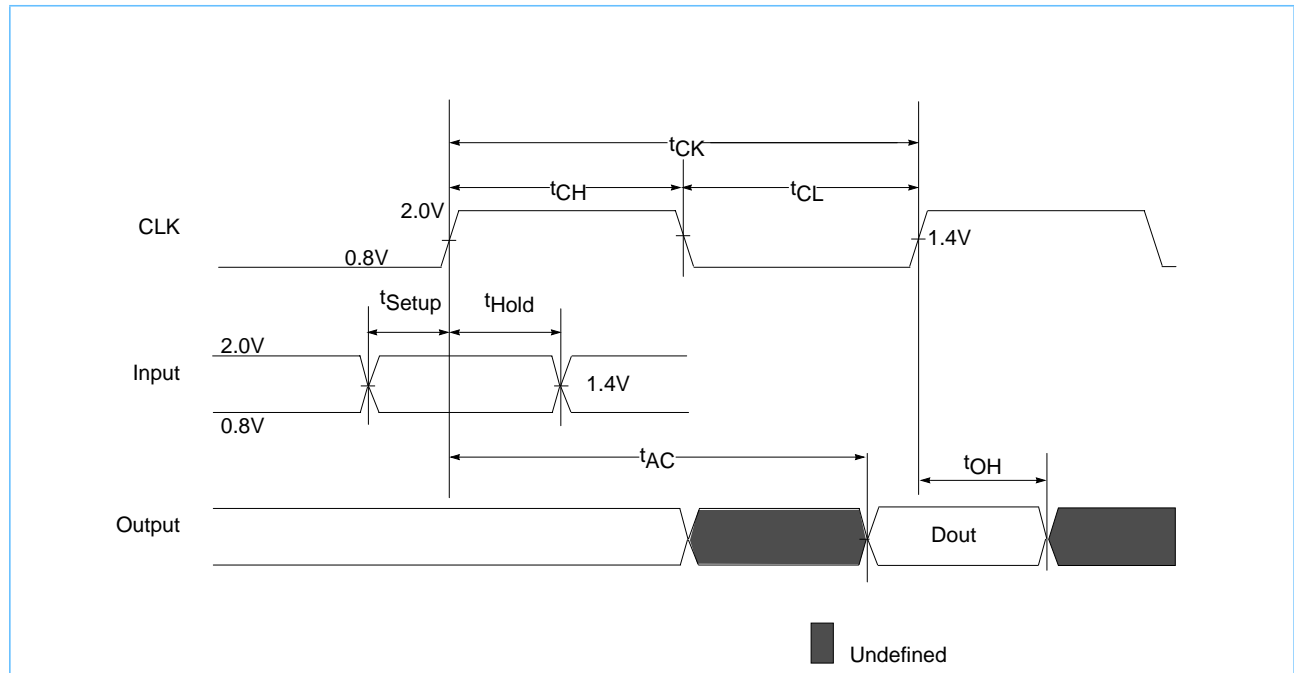 tCK
tCH
tCL
2.0V
CLK
1.4V
0.8V
tSetup
tHold
2.0V
Input
1.4V
0.8V
tAC
tOH
Output
Dout
Undefined